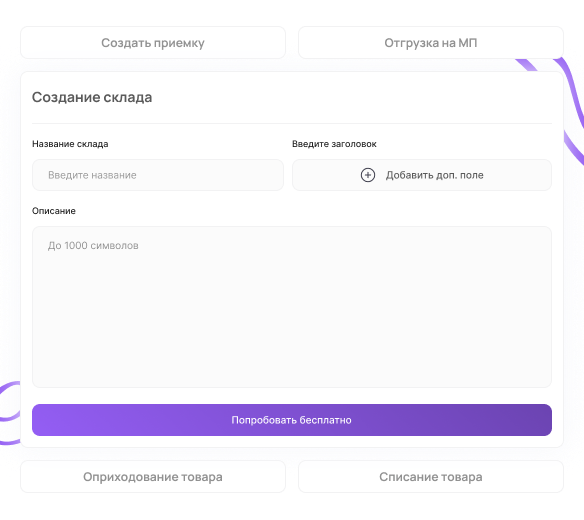 Создать приемку
Отгрузка на МП
Создание склада
Название склада
Введите заголовок
Введите название
Добавить доп. поле
Описание
До 1000 символов
Попробовать бесплатно
Оприходование товара
Списание товара